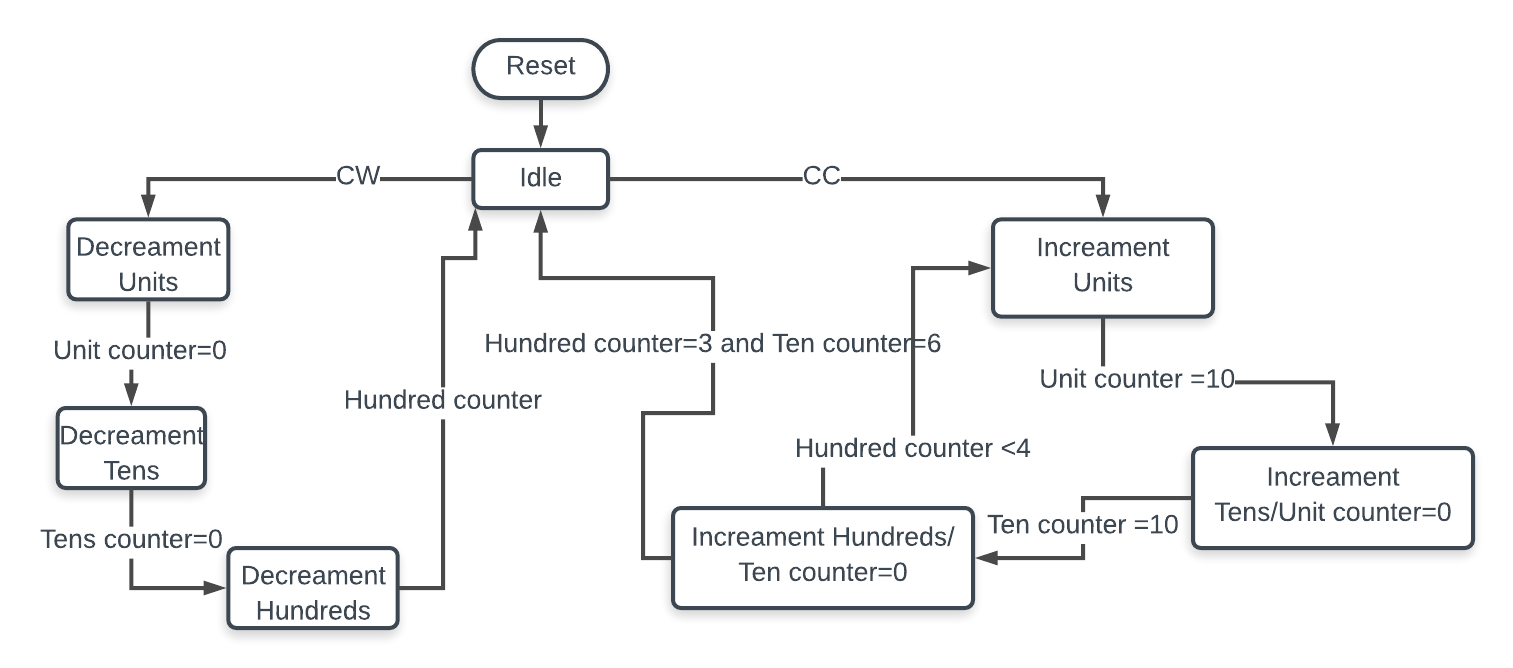 Reset
Idle
CW
CC
Decreament
Units
Increament
Units
Unit counter=0
Hundred counter=3 and Ten counter=6
Unit counter =10
Hundred counter
Decreament
Tens
Hundred counter <4
Increament
Tens/Unit counter=0
Tens counter=0
Ten counter =10
Increament Hundreds/
Ten counter=0
Decreament
Hundreds